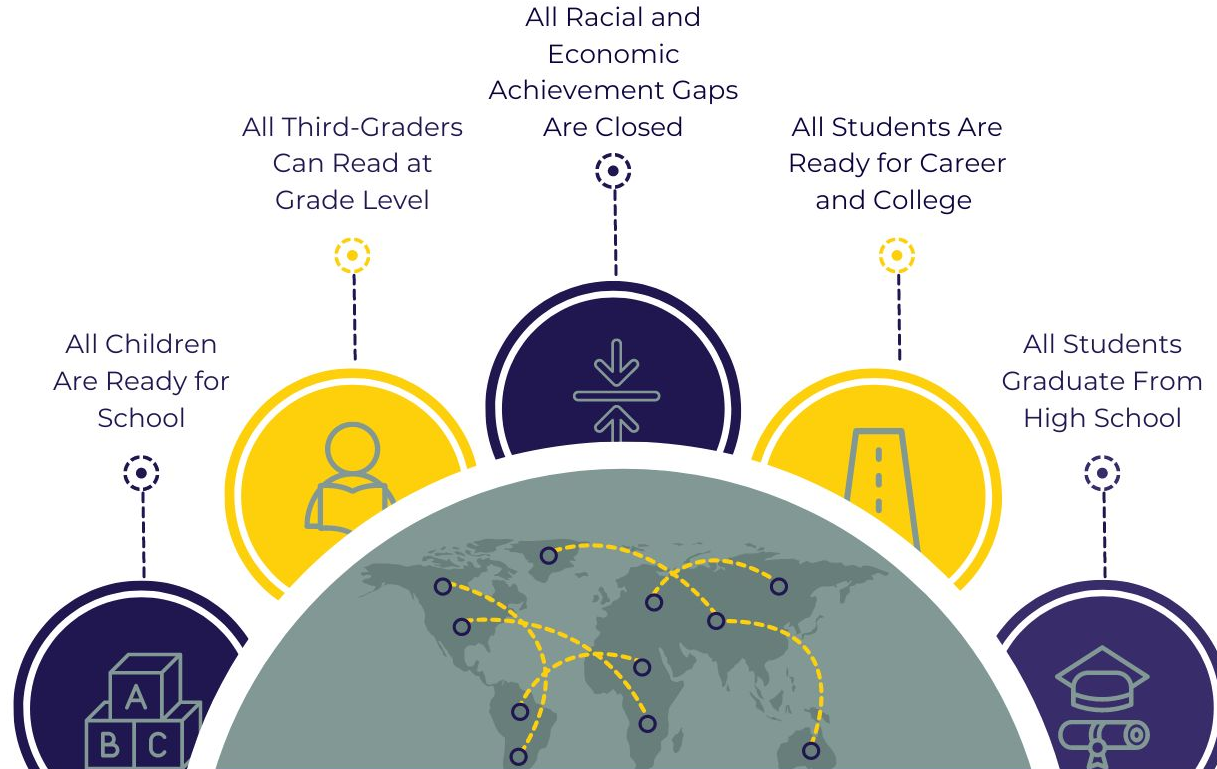 All Racial and
Economic
Achievement Gaps
Are Closed
All Third-Graders
Can Read at
Grade Level
All Students Are
Ready for Career
and College
All Children
Are Ready for
School
All Students
Graduate From
High School
A
B C